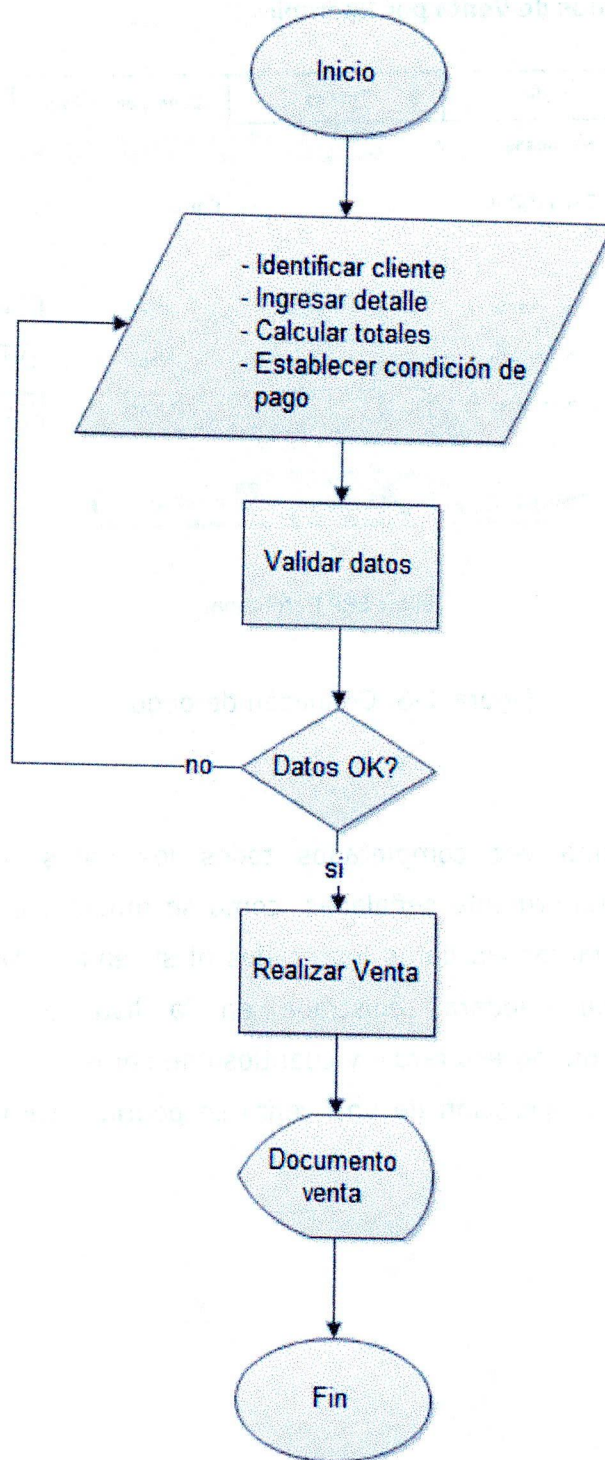 Inicio
- Identificar cliente
- Ingresar detalle
- Calcular totales
- Establecer condición de
pago
Validar datos
Datos OK?
no
si
Realizar Venta
Documento
venta
Fin